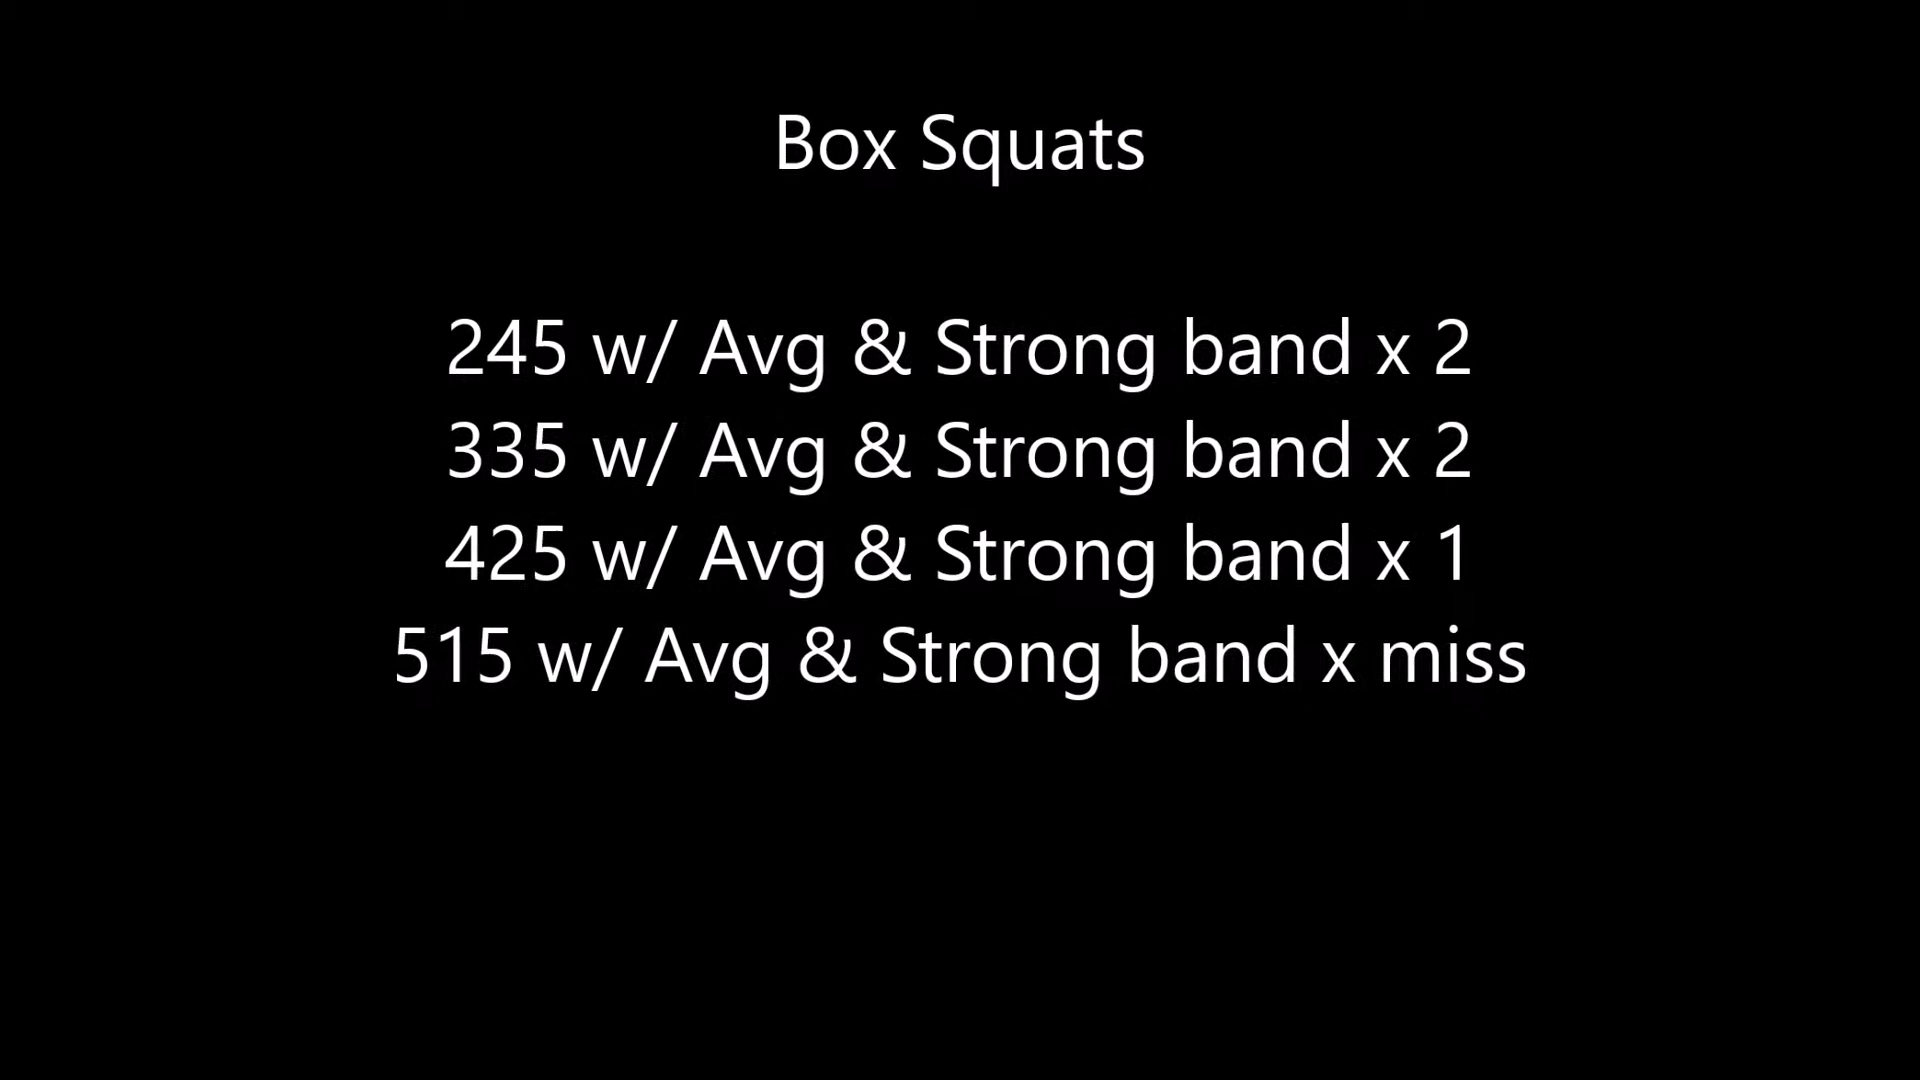 Box Squats
245 w/ Avg & Strong band x 2
335 w/ Avg & Strong band x 2
425 w/ Avg & Strong band x 1
515 w/ Avg & Strong band x miss